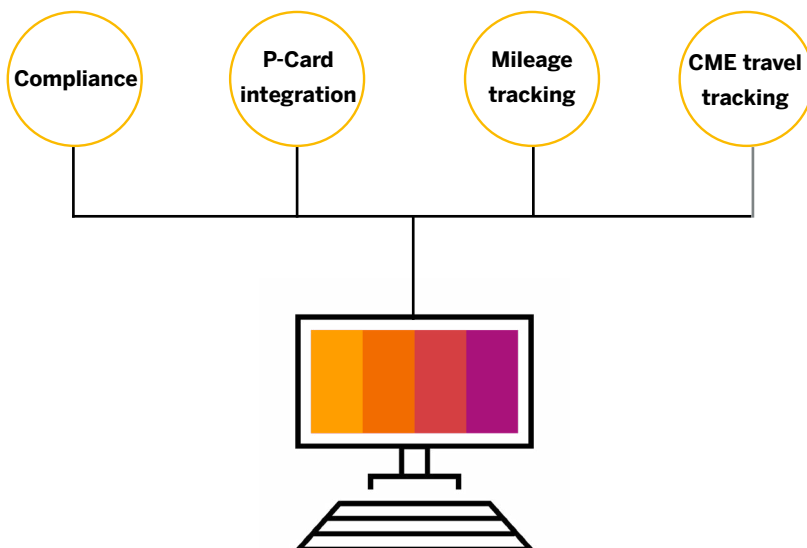 Compliance
P-Card
integration
Mileage
tracking
CME travel
tracking